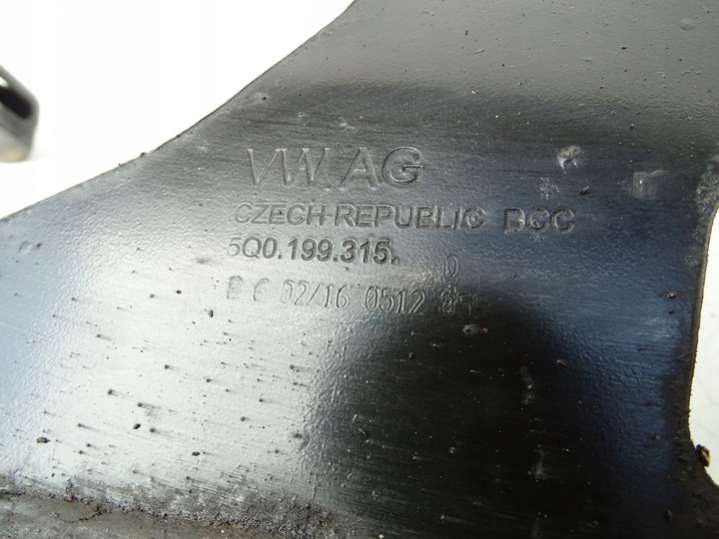 VW AG
CZECH-REPUBLIC BCC
5Q0.199.315.
D
02/16 0512